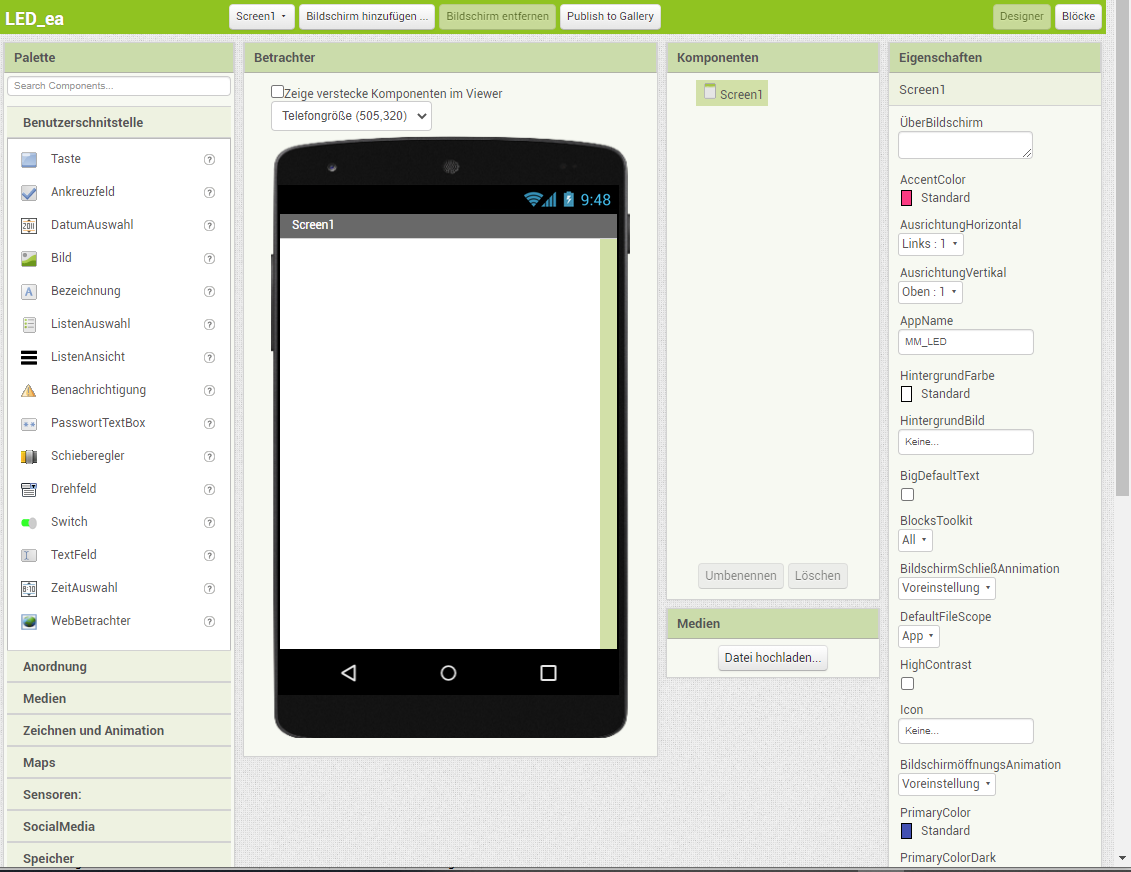 LED_ea
Screen1
Bildschirm hinzufügen ...
Bildschirm entfernen
Publish to Gallery
Designer
Blöcke
Palette
Search Components...
Benutzerschnitstelle
Taste
Ankreuzfeld
DatumAuswahl
Bild
Bezeichnung
ListenAuswahl
ListenAnsicht
Benachrichtigung
PasswortTextBox
Schieberegler
Drehfeld
Switch
TextFeld
ZeitAuswahl
WebBetrachter
Anordnung
Medien
Zeichnen und Animation
Maps
Sensoren:
SocialMedia
Speicher
Betrachter
Zeige verstecke Komponenten im Viewer
Telefongröße (505,320)
9:48
Screen1
Komponenten
Screen1
Umbenennen
Löschen
Medien
Datei hochladen...
Eigenschaften
Screen1
ÜberBildschirm
AccentColor
Standard
AusrichtungHorizontal
Links : 1
AusrichtungVertikal
Oben : 1
AppName
MM_LED
HintergrundFarbe
Standard
HintergrundBild
Keine...
BigDefaultText
BlocksToolkit
All
BildschirmSchließAnnimation
Voreinstellung
DefaultFileScope
App
HighContrast
Icon
Keine...
BildschirmöffnungsAnimation
Voreinstellung
PrimaryColor
Standard
PrimaryColorDark